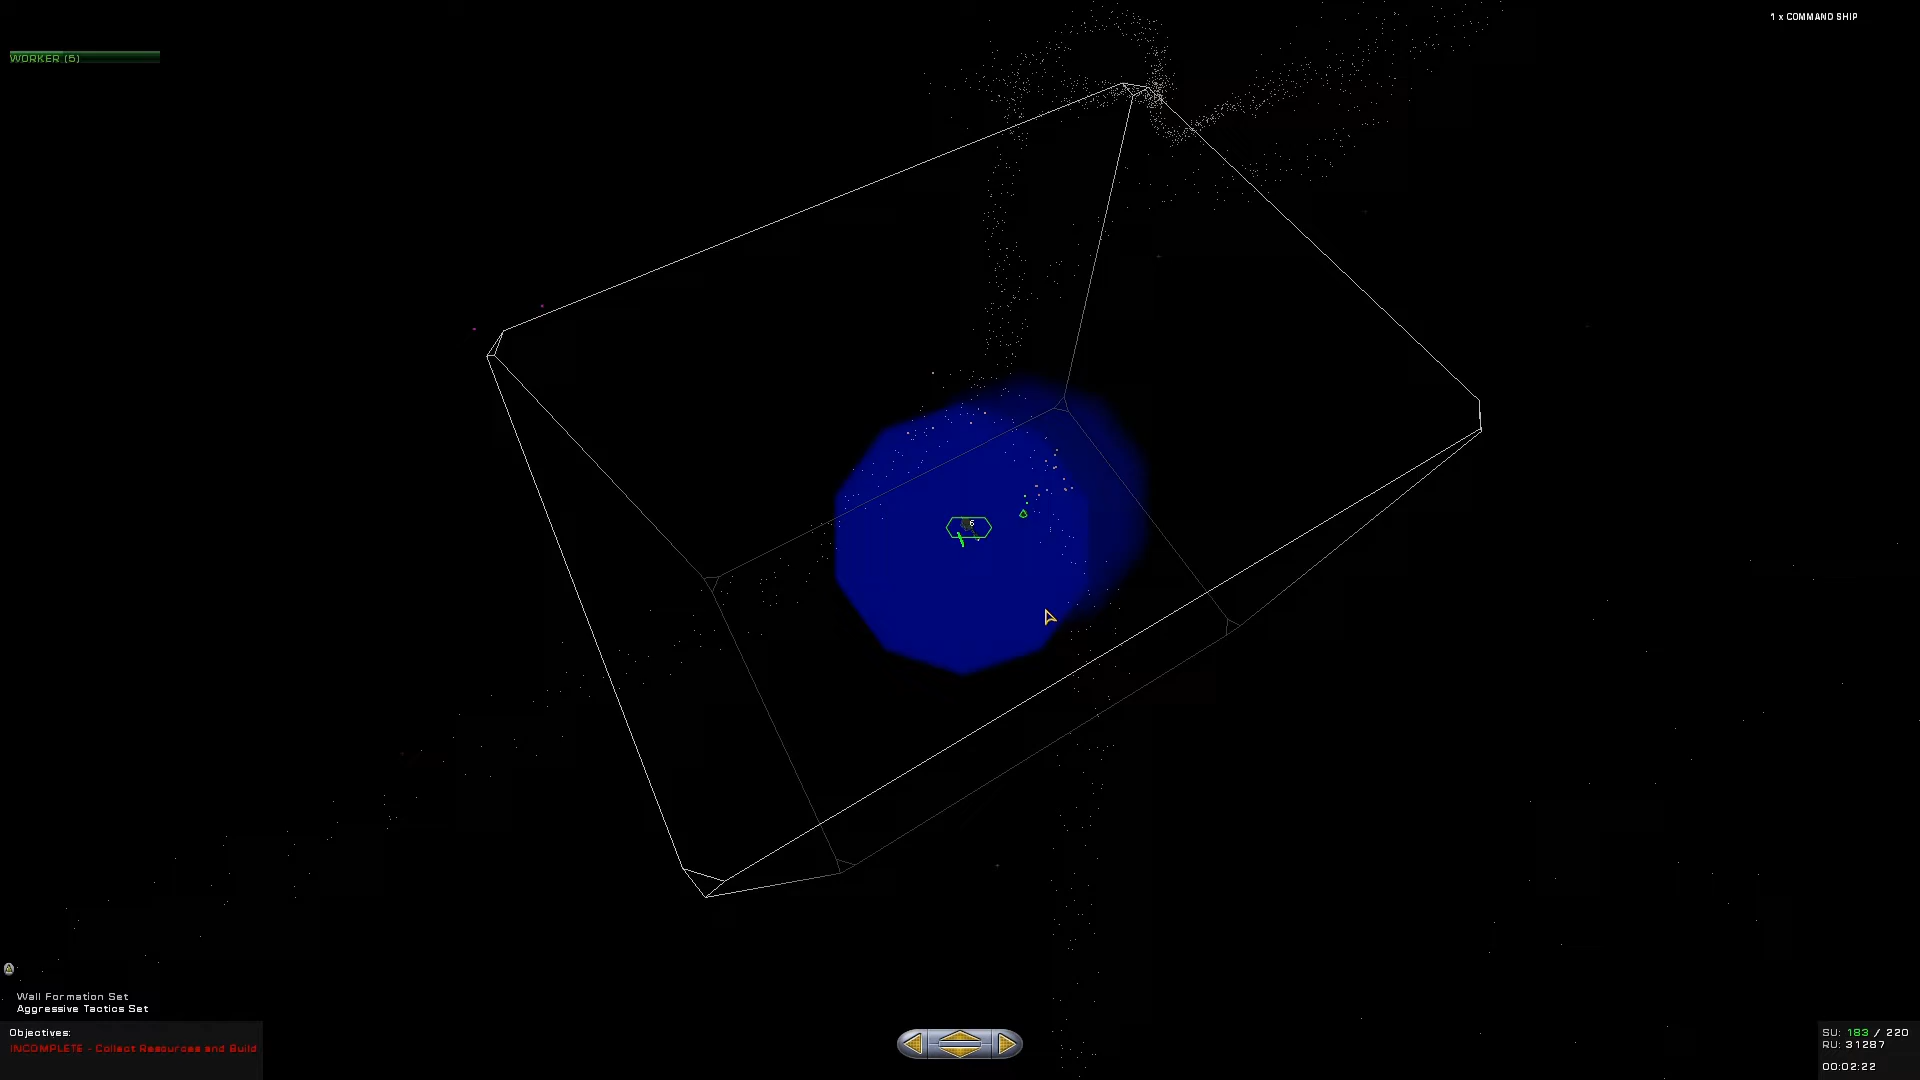 1 x COMMAND SHIP
WORKER (5)
6
Wall Formation Set
Aggressive Tactics Set
Objectives:
INCOMPLETE - Collect Resources and Build
SU: 183 / 220
RU: 31287
00:02:22